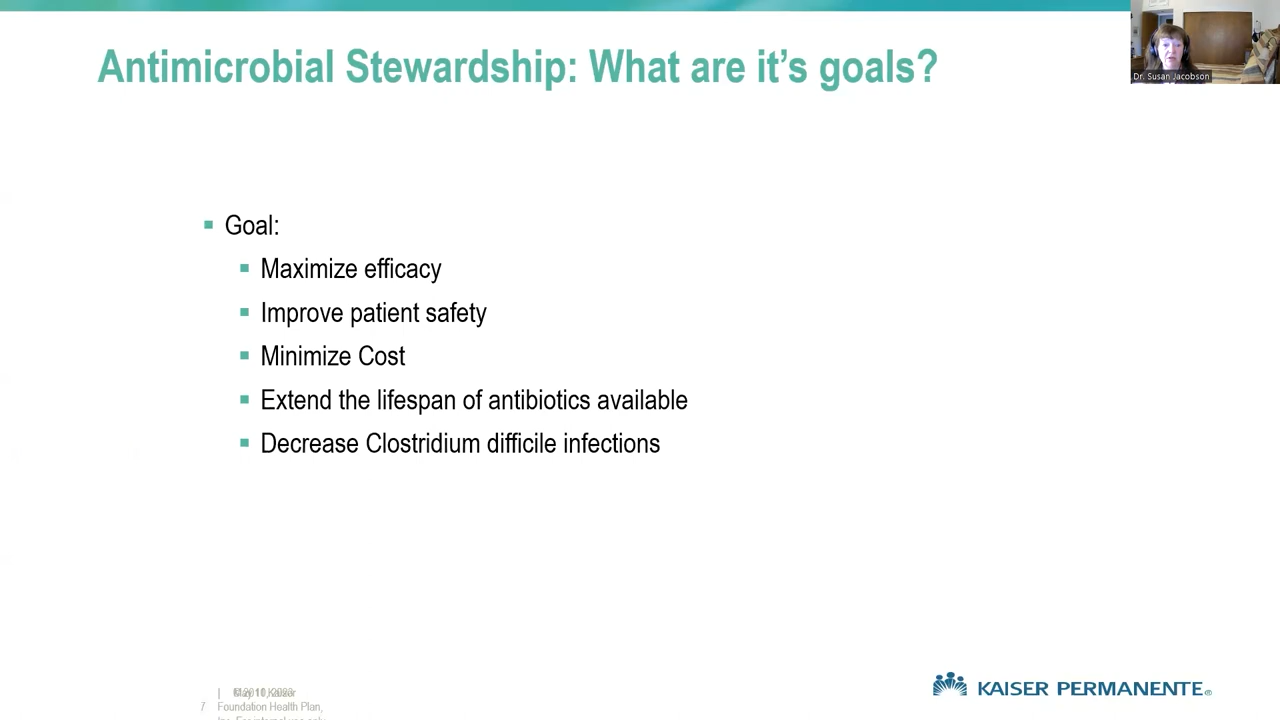 Antimicrobial Stewardship: What are it's goals?
Dr. Susan Jacobson
Goal:
Maximize efficacy
Improve patient safety
Minimize Cost
Extend the lifespan of antibiotics available
Decrease Clostridium difficile infections
|
7 Foundation Health Plan,
KAISER PERMANENTE®